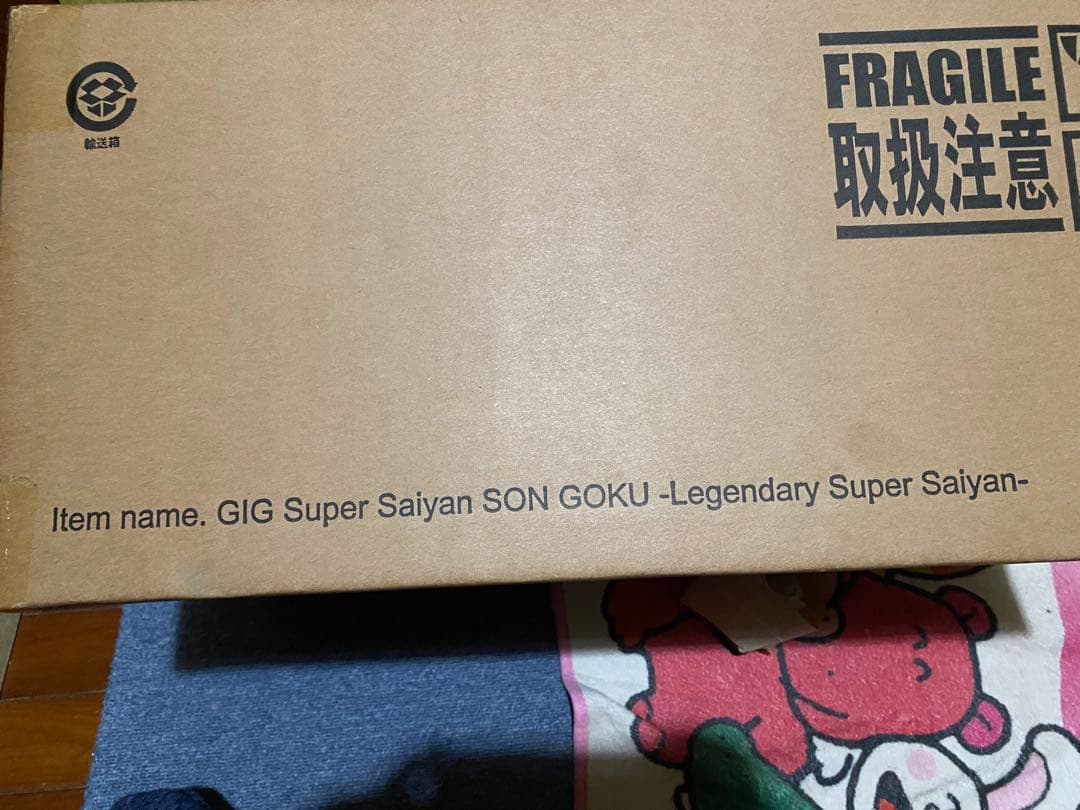 輸送箱
FRAGILE
取扱注意
Item name. GIG Super Saiyan SON GOKU -Legendary Super Saiyan-